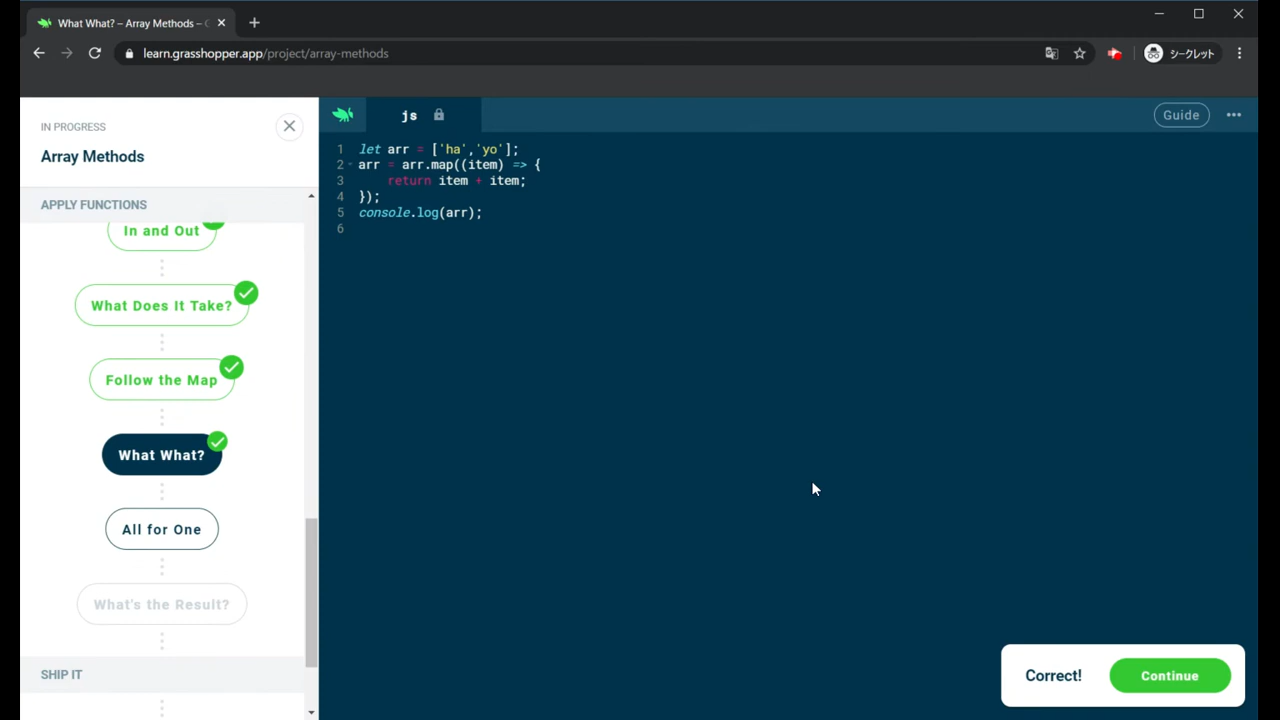 What What? – Array Methods – G
learn.grasshopper.app/project/array-methods
シークレット
IN PROGRESS
Array Methods
APPLY FUNCTIONS
In and Out
What Does It Take?
Follow the Map
What What?
All for One
What's the Result?
SHIP IT
js
Guide
1 let arr = ['ha','yo'];
2 arr = arr.map((item) => {
3 return item + item;
4 });
5 console.log(arr);
6
Correct!
Continue